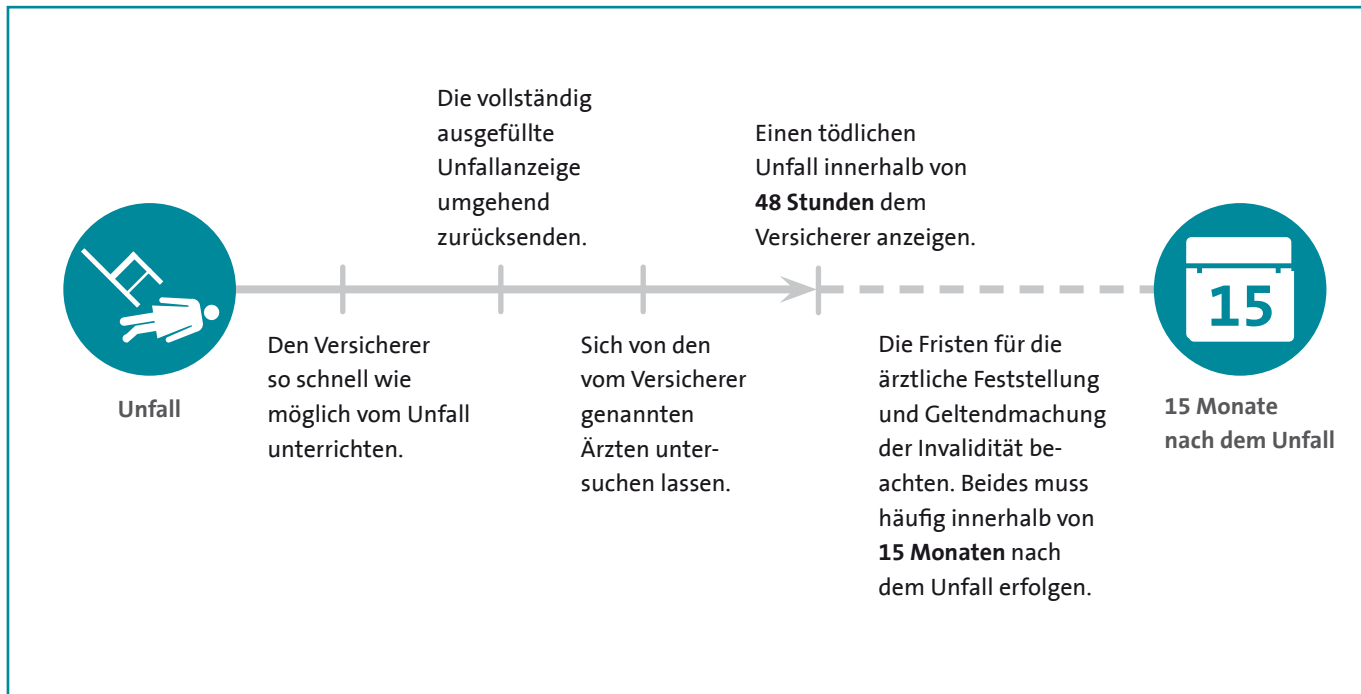 Unfall
Den Versicherer
so schnell wie
möglich vom Unfall
unterrichten.
Die vollständig
ausgefüllte
Unfallanzeige
umgehend
zurücksenden.
Sich von den
vom Versicherer
genannten
Ärzten unter-
suchen lassen.
Einen tödlichen
Unfall innerhalb von
48 Stunden dem
Versicherer anzeigen.
Die Fristen für die
ärztliche Feststellung
und Geltendmachung
der Invalidität be-
achten. Beides muss
häufig innerhalb von
15 Monaten nach
dem Unfall erfolgen.
15
15 Monate
nach dem Unfall